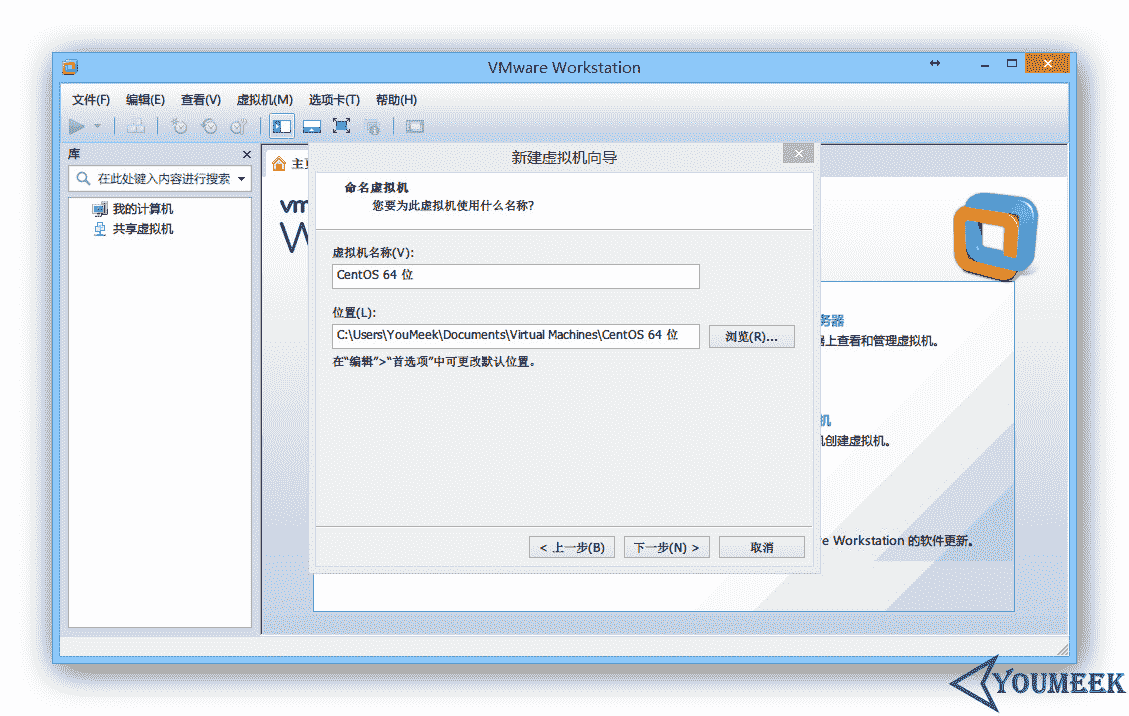 VMware Workstation
文件(F) 编辑(E) 查看(V) 虚拟机(M) 选项卡(T) 帮助(H)
库
在此处键入内容进行搜索
我的计算机
共享虚拟机
主
vm
W
新建虚拟机向导
命名虚拟机
您要为此虚拟机使用什么名称?
虚拟机名称(V):
CentOS 64 位
位置(L):
C:\Users\YouMeek\Documents\Virtual Machines\CentOS 64 位
浏览(R)...
在“编辑”>“首选项”中可更改默认位置。
< 上一步(B) 下一步(N) > 取消
务器
器上查看和管理虚拟机。
机
机创建虚拟机。
e Workstation 的软件更新。
YOUMEEK